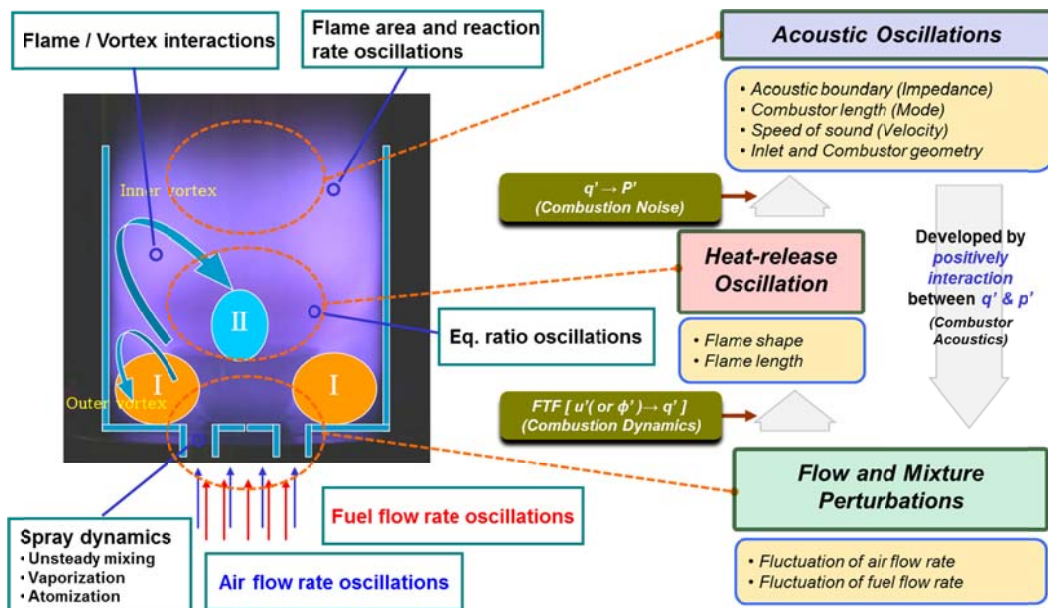 Flame / Vortex interactions
Flame area and reaction
rate oscillations
Acoustic Oscillations
• Acoustic boundary (Impedance)
• Combustor length (Mode)
• Speed of sound (Velocity)
• Inlet and Combustor geometry
Inner vortex
q' → P'
(Combustion Noise)
Developed by
positively
interaction
between q' & p'
(Combustor
Acoustics)
Heat-release
Oscillation
II
Eq. ratio oscillations
• Flame shape
• Flame length
I
I
Outer vortex
FTF [ u'( or ϕ' ) → q' ]
(Combustion Dynamics)
Flow and Mixture
Perturbations
Fuel flow rate oscillations
Spray dynamics
•Unsteady mixing
•Vaporization
•Atomization
Air flow rate oscillations
• Fluctuation of air flow rate
• Fluctuation of fuel flow rate